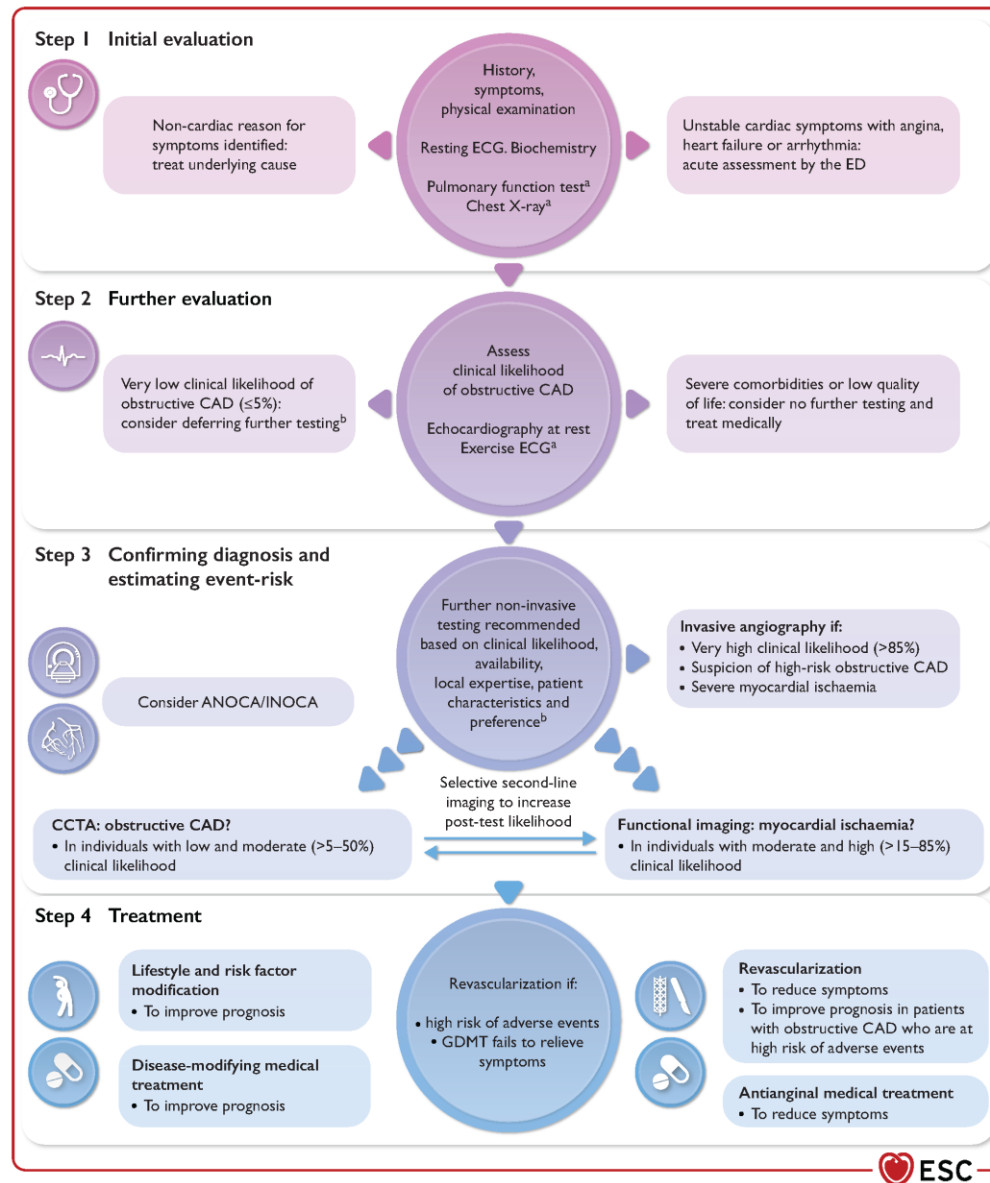 Step 1 Initial evaluation
History,
symptoms,
physical examination
Resting ECG. Biochemistry
Pulmonary function testᵃ
Chest X-rayᵃ
Non-cardiac reason for
symptoms identified:
treat underlying cause
Unstable cardiac symptoms with angina,
heart failure or arrhythmia:
acute assessment by the ED
Step 2 Further evaluation
Assess
clinical likelihood
of obstructive CAD
Echocardiography at rest
Exercise ECGᵃ
Very low clinical likelihood of
obstructive CAD (≤5%):
consider deferring further testingᵇ
Severe comorbidities or low quality
of life: consider no further testing and
treat medically
Step 3 Confirming diagnosis and
estimating event-risk
Further non-invasive
testing recommended
based on clinical likelihood,
availability,
local expertise, patient
characteristics and
preferenceᵇ
Consider ANOCA/INOCA
Invasive angiography if:
• Very high clinical likelihood (>85%)
• Suspicion of high-risk obstructive CAD
• Severe myocardial ischaemia
Selective second-line
imaging to increase
post-test likelihood
CCTA: obstructive CAD?
• In individuals with low and moderate (>5–50%)
clinical likelihood
Functional imaging: myocardial ischaemia?
• In individuals with moderate and high (>15–85%)
clinical likelihood
Step 4 Treatment
Lifestyle and risk factor
modification
• To improve prognosis
Disease-modifying medical
treatment
• To improve prognosis
Revascularization if:
• high risk of adverse events
• GDMT fails to relieve
symptoms
Revascularization
• To reduce symptoms
• To improve prognosis in patients
with obstructive CAD who are at
high risk of adverse events
Antianginal medical treatment
• To reduce symptoms
ESC